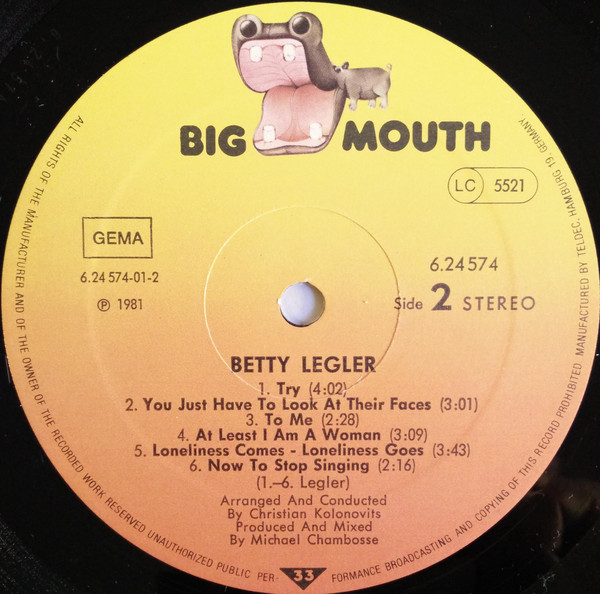 BIG MOUTH
LC 5521
GEMA
6.24 574-01-2
℗ 1981
6.24 574
Side 2 STEREO
BETTY LEGLER
1. Try (4:02)
2. You Just Have To Look At Their Faces (3:01)
3. To Me (2:28)
4. At Least I Am A Woman (3:09)
5. Loneliness Comes - Loneliness Goes (3:43)
6. Now To Stop Singing (2:16)
(1.–6. Legler)
Arranged And Conducted
By Christian Kolonovits
Produced And Mixed
By Michael Chambosse
33
ALL RIGHTS OF THE MANUFACTURER AND OF THE OWNER OF THE RECORDED WORK RESERVED UNAUTHORIZED PUBLIC PER- FORMANCE BROADCASTING AND COPYING OF THIS RECORD PROHIBITED MANUFACTURED BY TELDEC, HAMBURG 19, GERMANY